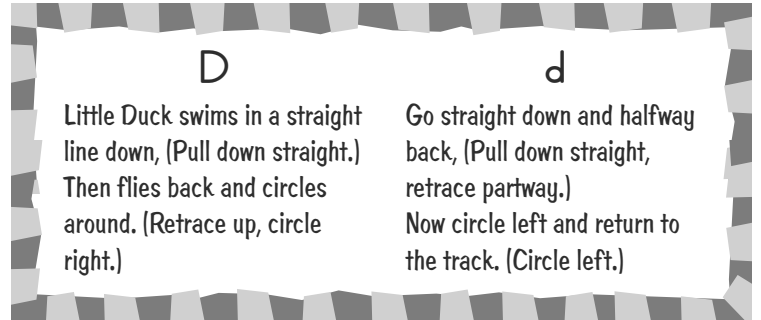 D
Little Duck swims in a straight
line down, (Pull down straight.)
Then flies back and circles
around. (Retrace up, circle
right.)
d
Go straight down and halfway
back, (Pull down straight,
retrace partway.)
Now circle left and return to
the track. (Circle left.)